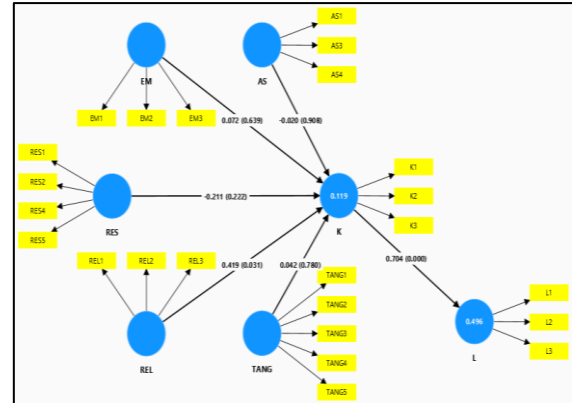 AS1
AS3
AS4
EM
AS
EM1
EM2
EM3
0.072 (0.639)
-0.020 (0.908)
RES1
RES2
RES4
RES5
RES
-0.211 (0.222)
0.119
K
K1
K2
K3
REL1
REL2
REL3
0.419 (0.031)
0.042 (0.780)
0.704 (0.000)
TANG1
TANG2
TANG3
TANG4
TANG5
REL
TANG
0.496
L
L1
L2
L3